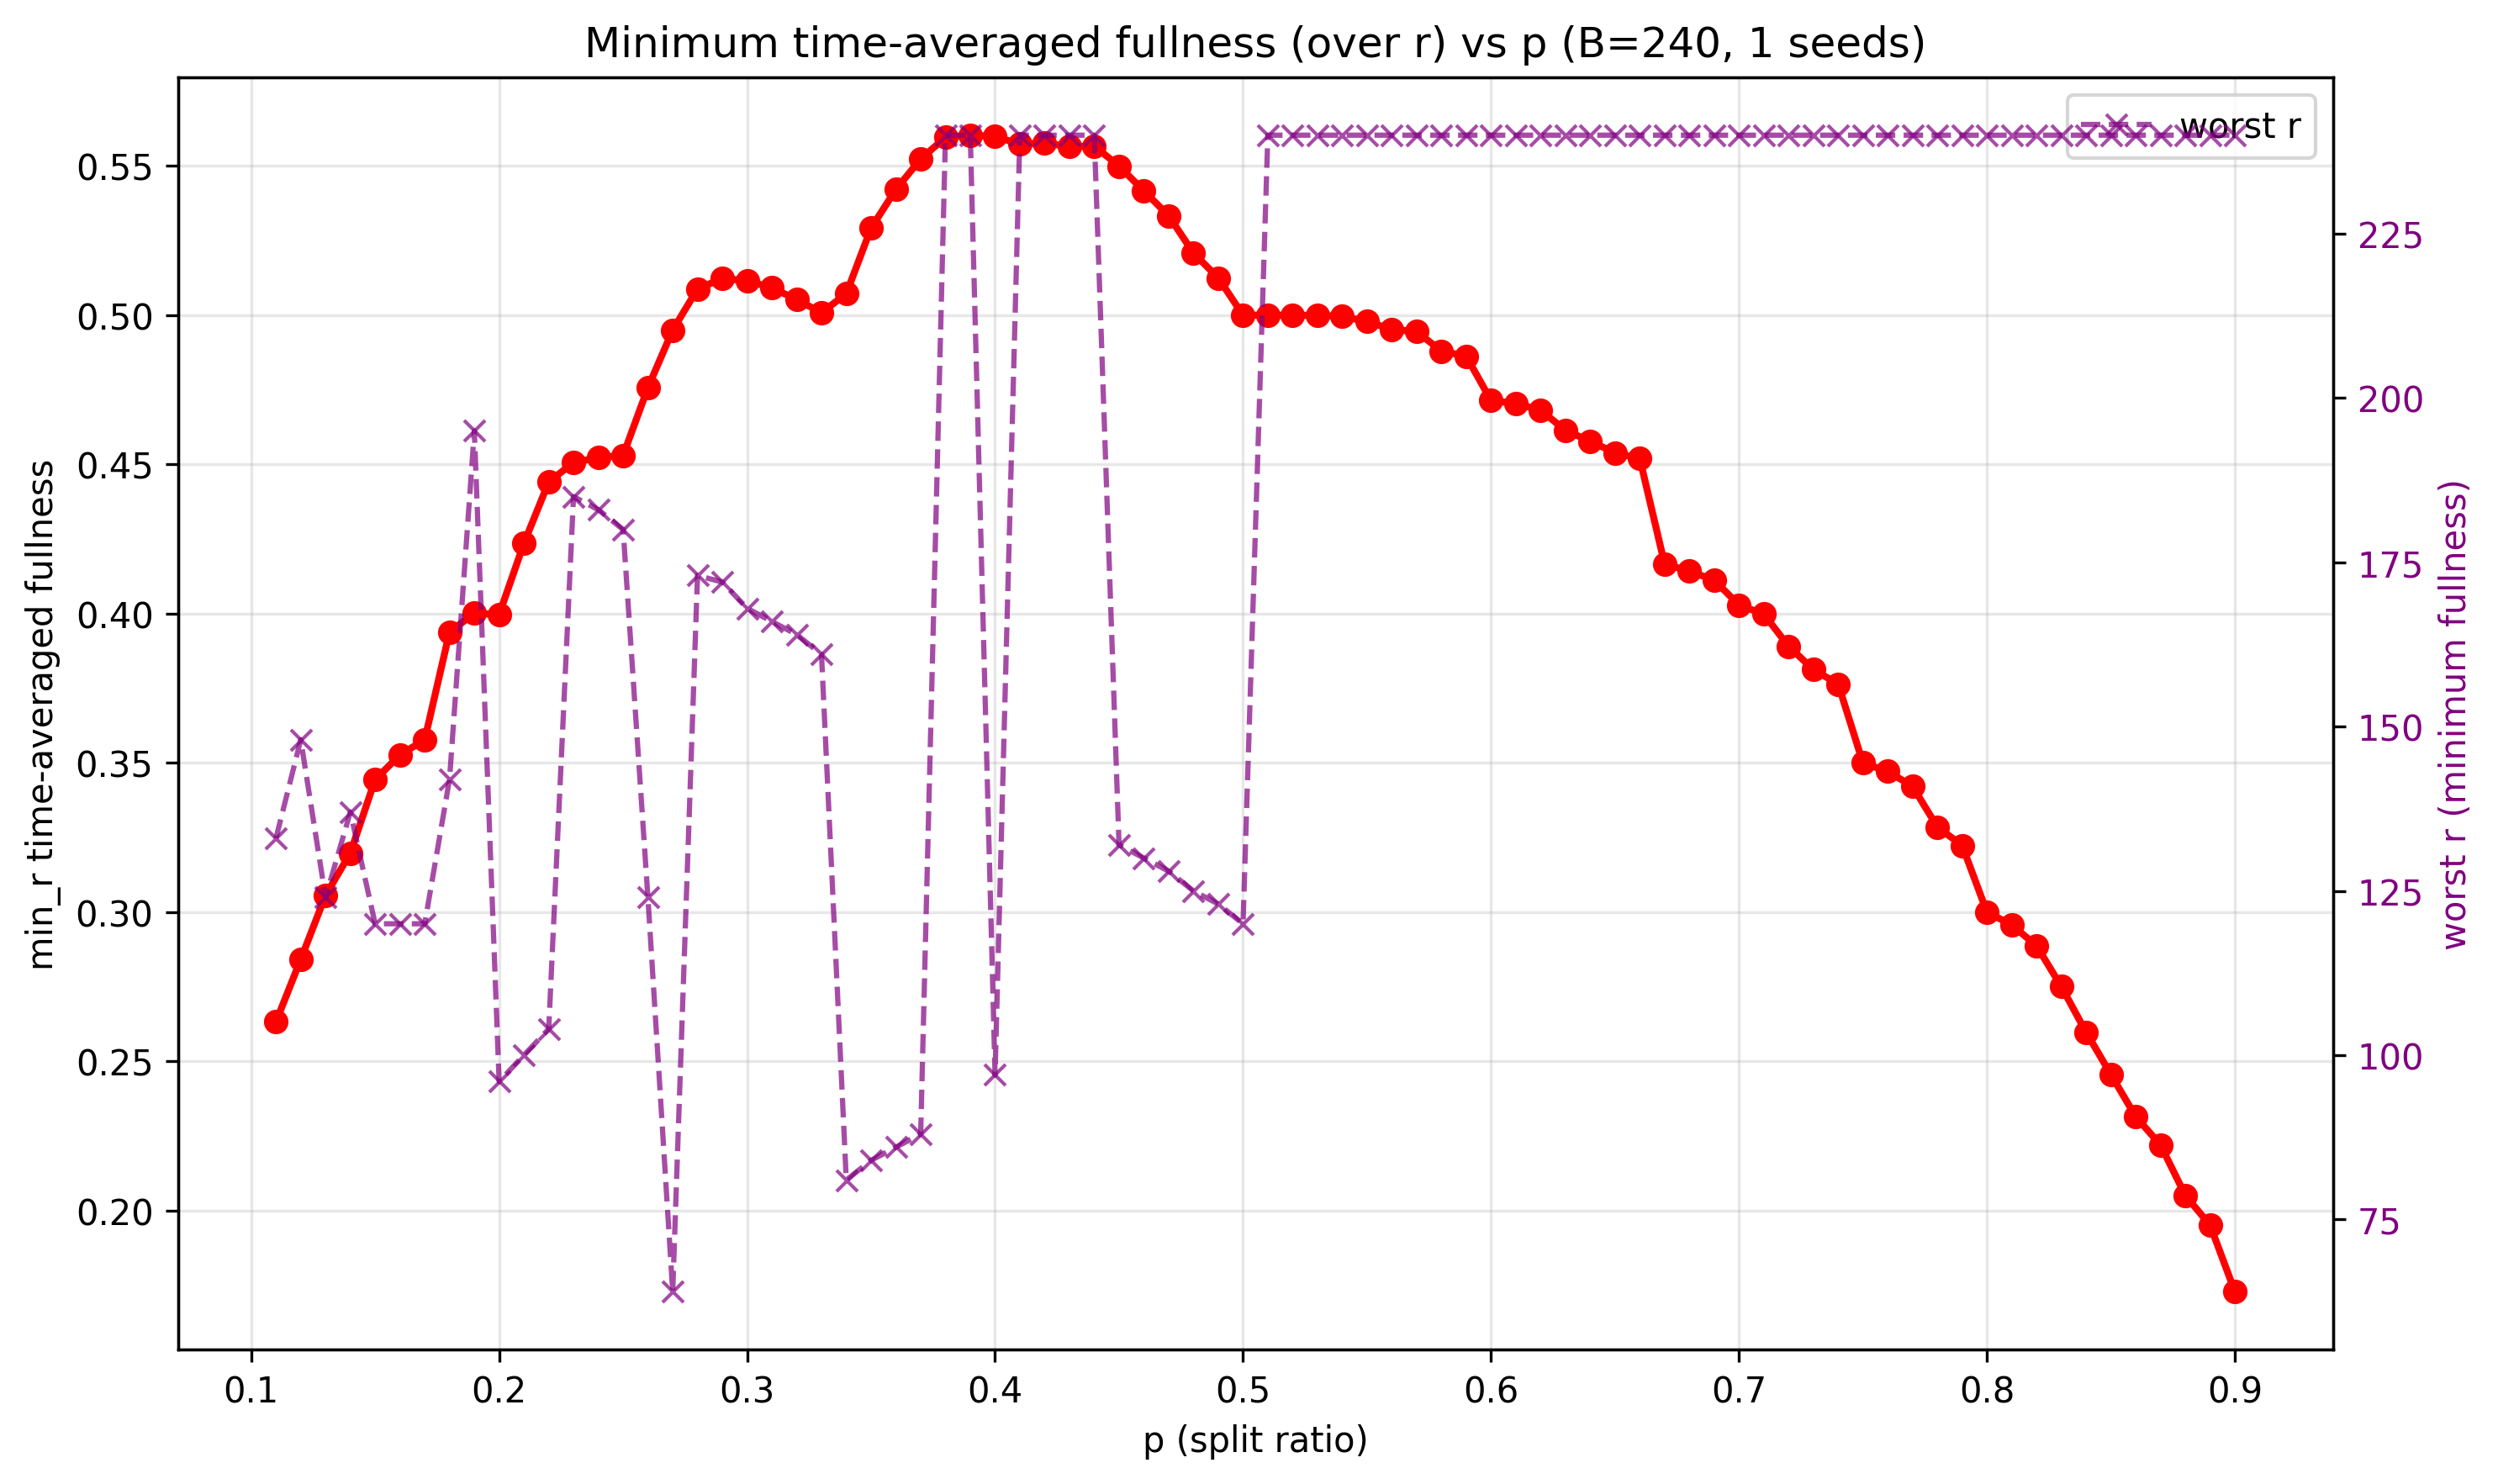 Minimum time-averaged fullness (over r) vs p (B=240, 1 seeds)
worst r
min_r time-averaged fullness
0.55
0.50
0.45
0.40
0.35
0.30
0.25
0.20
225
200
175
150
125
100
75
worst r (minimum fullness)
0.1 0.2 0.3 0.4 0.5 0.6 0.7 0.8 0.9
p (split ratio)